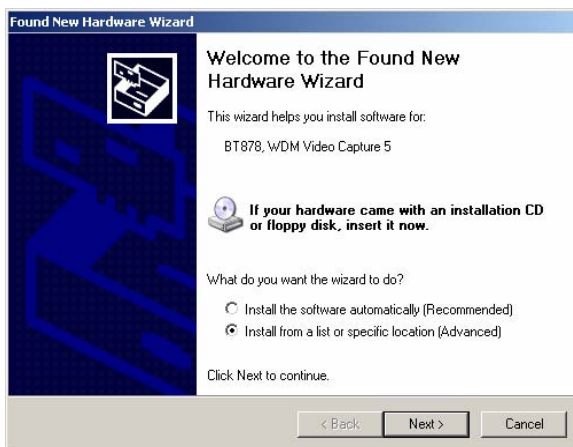 Found New Hardware Wizard
Welcome to the Found New
Hardware Wizard
This wizard helps you install software for:
BT878, WDM Video Capture 5
If your hardware came with an installation CD
or floppy disk, insert it now.
What do you want the wizard to do?
Install the software automatically (Recommended)
Install from a list or specific location (Advanced)
Click Next to continue.
< Back
Next >
Cancel